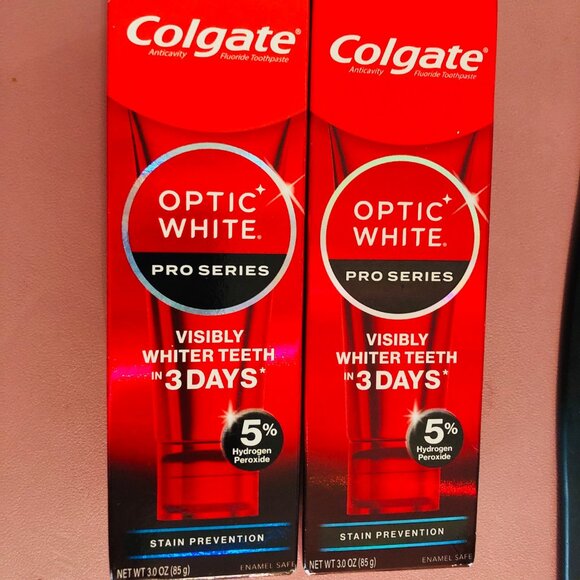 Colgate®
Anticavity Fluoride Toothpaste
OPTIC
WHITE®
PRO SERIES
VISIBLY
WHITER TEETH
IN 3 DAYS*
5%
Hydrogen
Peroxide
STAIN PREVENTION
NET WT 3.0 OZ (85 g) ENAMEL SAFE
Colgate®
Anticavity Fluoride Toothpaste
OPTIC
WHITE®
PRO SERIES
VISIBLY
WHITER TEETH
IN 3 DAYS*
5%
Hydrogen
Peroxide
STAIN PREVENTION
NET WT 3.0 OZ (85 g) ENAMEL SAFE